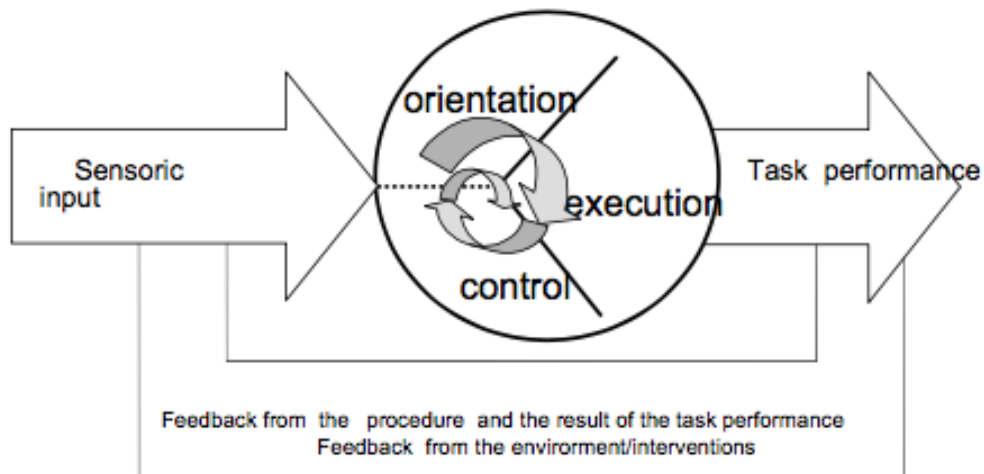 orientation
Sensoric
input
Task performance
execution
control
Feedback from the procedure and the result of the task performance
Feedback from the envirorment/interventions